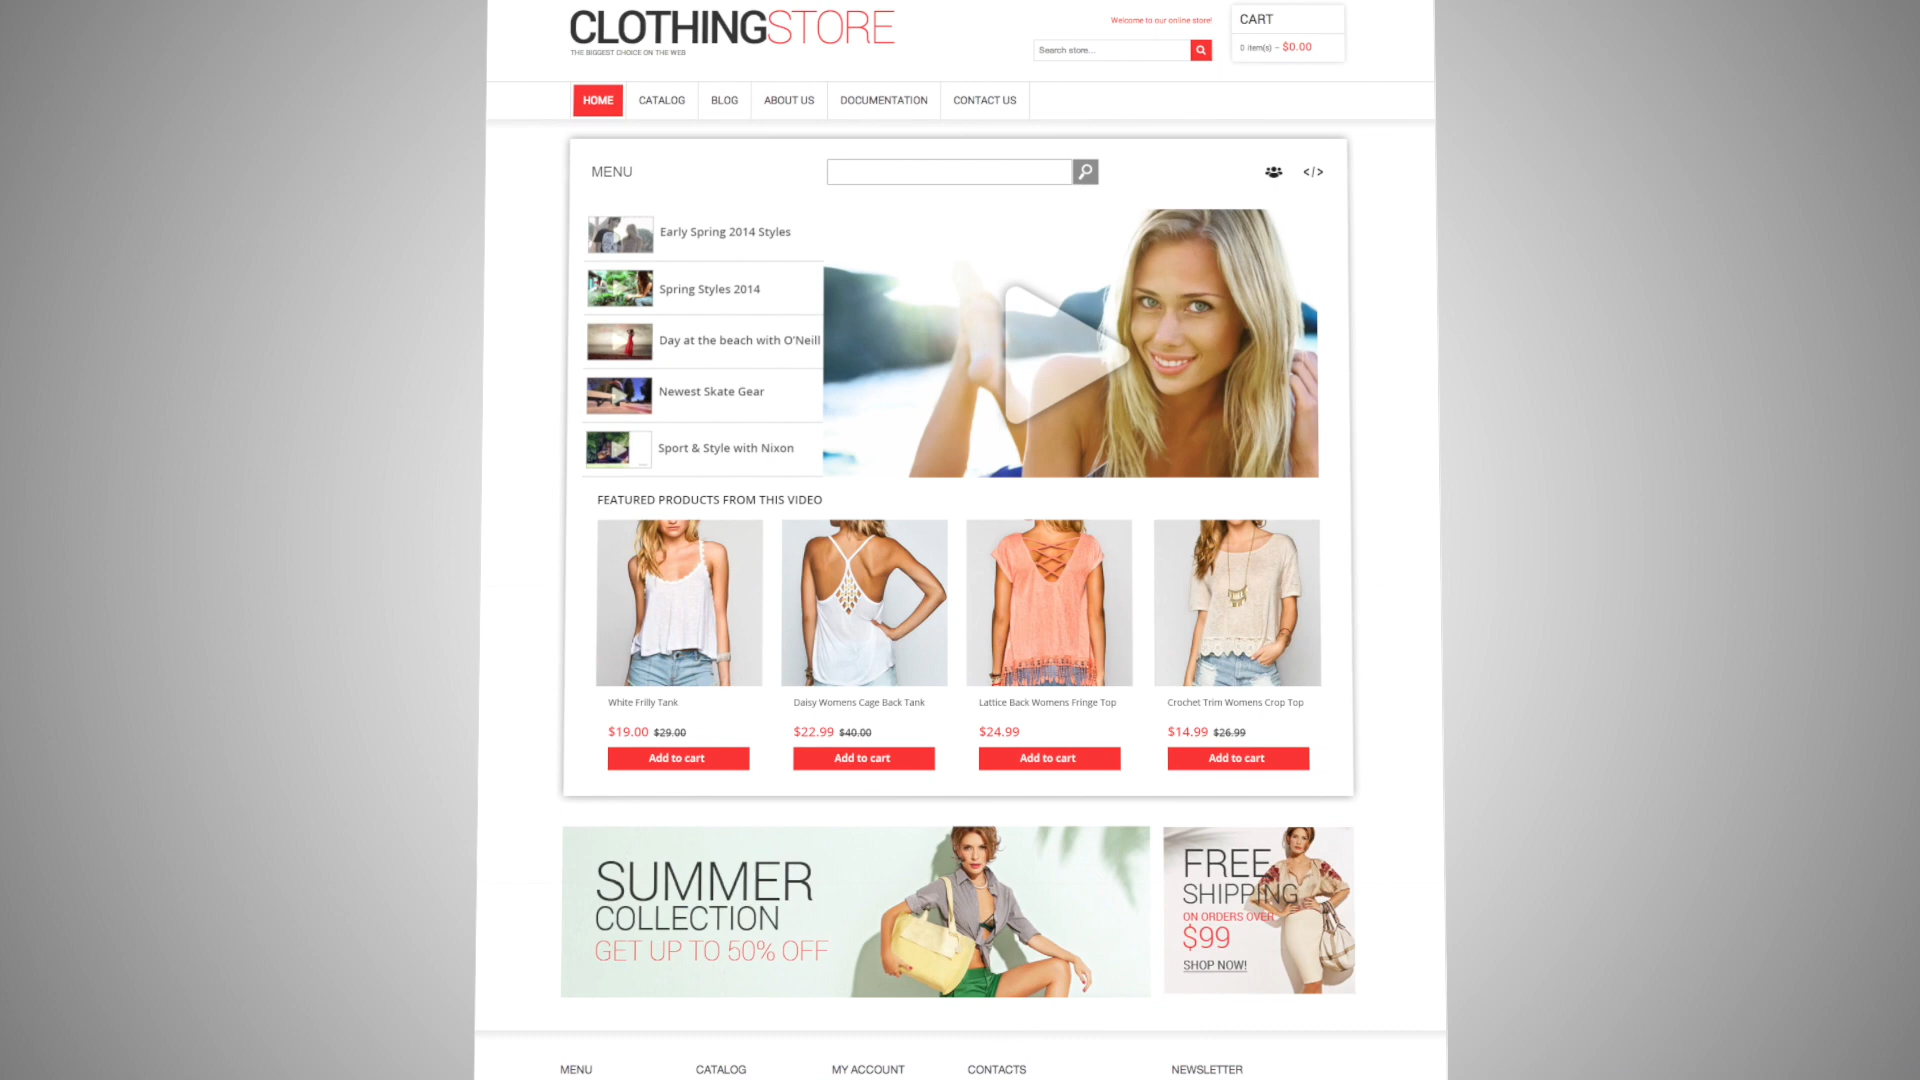 CLOTHINGSTORE
THE BIGGEST CHOICE ON THE WEB
Welcome to our online store!
Search store...
CART
0 item(s) – $0.00
HOME CATALOG BLOG ABOUT US DOCUMENTATION CONTACT US
MENU
</>
Early Spring 2014 Styles
Spring Styles 2014
Day at the beach with O'Neill
Newest Skate Gear
Sport & Style with Nixon
FEATURED PRODUCTS FROM THIS VIDEO
White Frilly Tank
$19.00 $29.00
Add to cart
Daisy Womens Cage Back Tank
$22.99 $40.00
Add to cart
Lattice Back Womens Fringe Top
$24.99
Add to cart
Crochet Trim Womens Crop Top
$14.99 $26.99
Add to cart
SUMMER
COLLECTION
GET UP TO 50% OFF
FREE
SHIPPING
ON ORDERS OVER
$99
SHOP NOW!
MENU CATALOG MY ACCOUNT CONTACTS NEWSLETTER